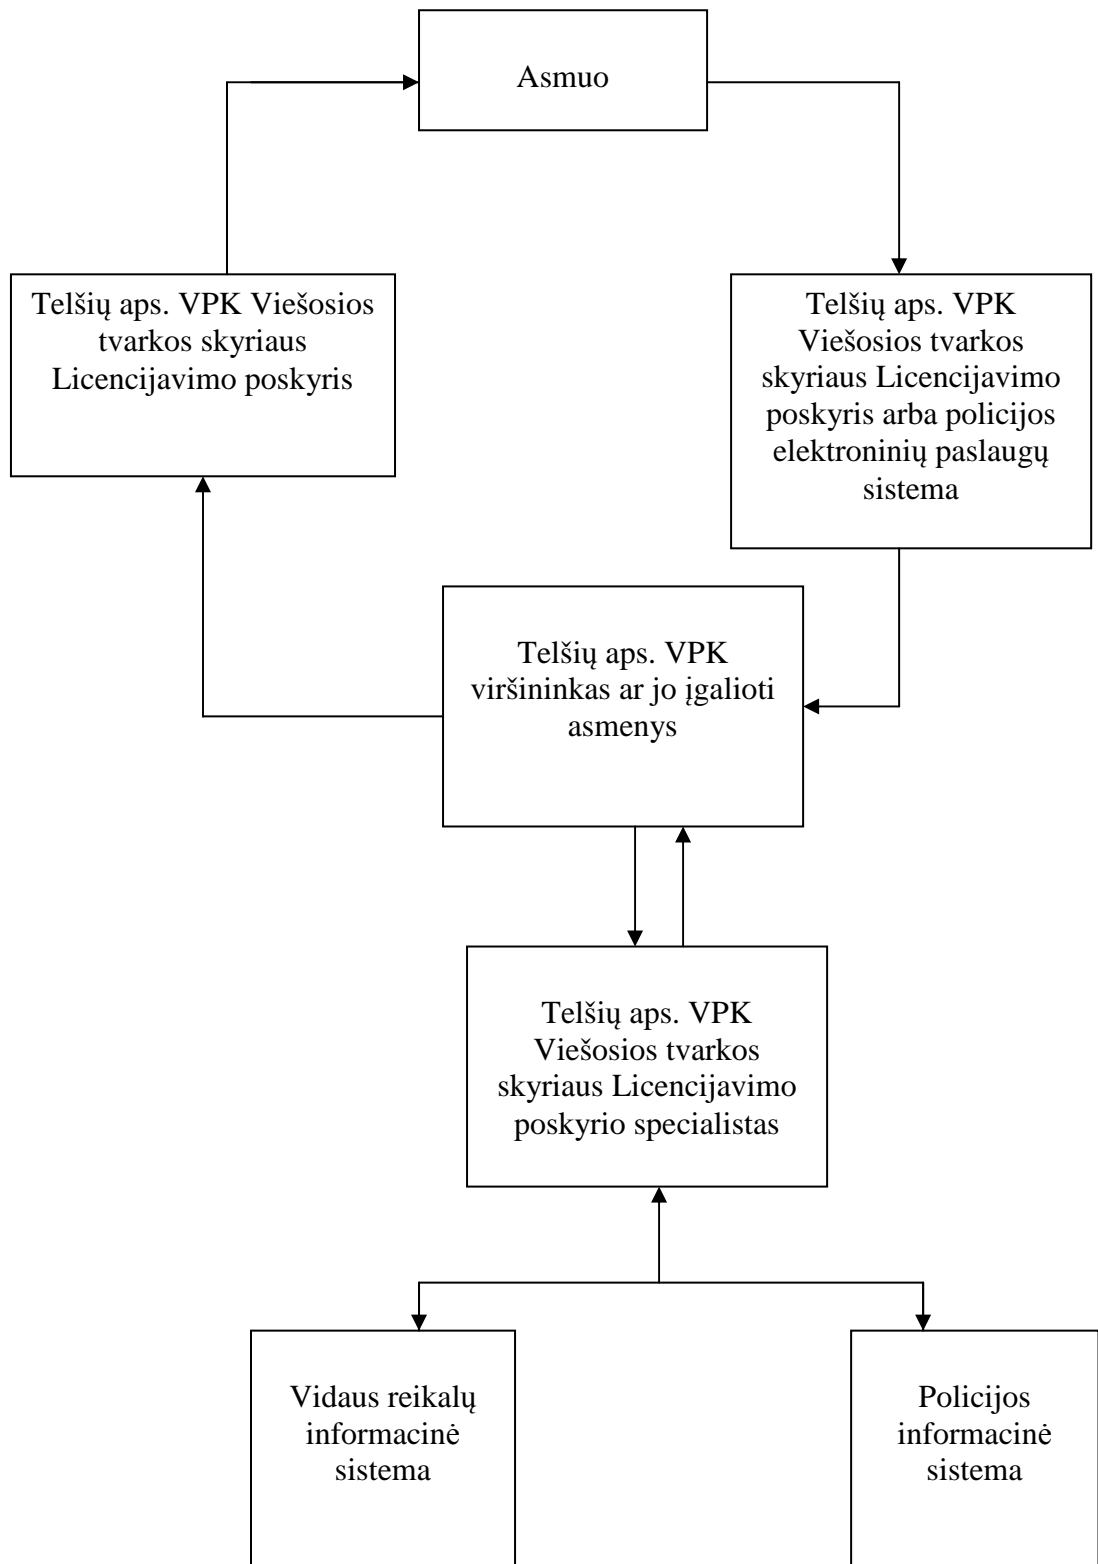 Asmuo
Telšių aps. VPK Viešosios
tvarkos skyriaus
Licencijavimo poskyris
Telšių aps. VPK
Viešosios tvarkos
skyriaus Licencijavimo
poskyris arba policijos
elektroninių paslaugų
sistema
Telšių aps. VPK
viršininkas ar jo įgalioti
asmenys
Telšių aps. VPK
Viešosios tvarkos
skyriaus Licencijavimo
poskyrio specialistas
Vidaus reikalų
informacinė
sistema
Policijos
informacinė
sistema